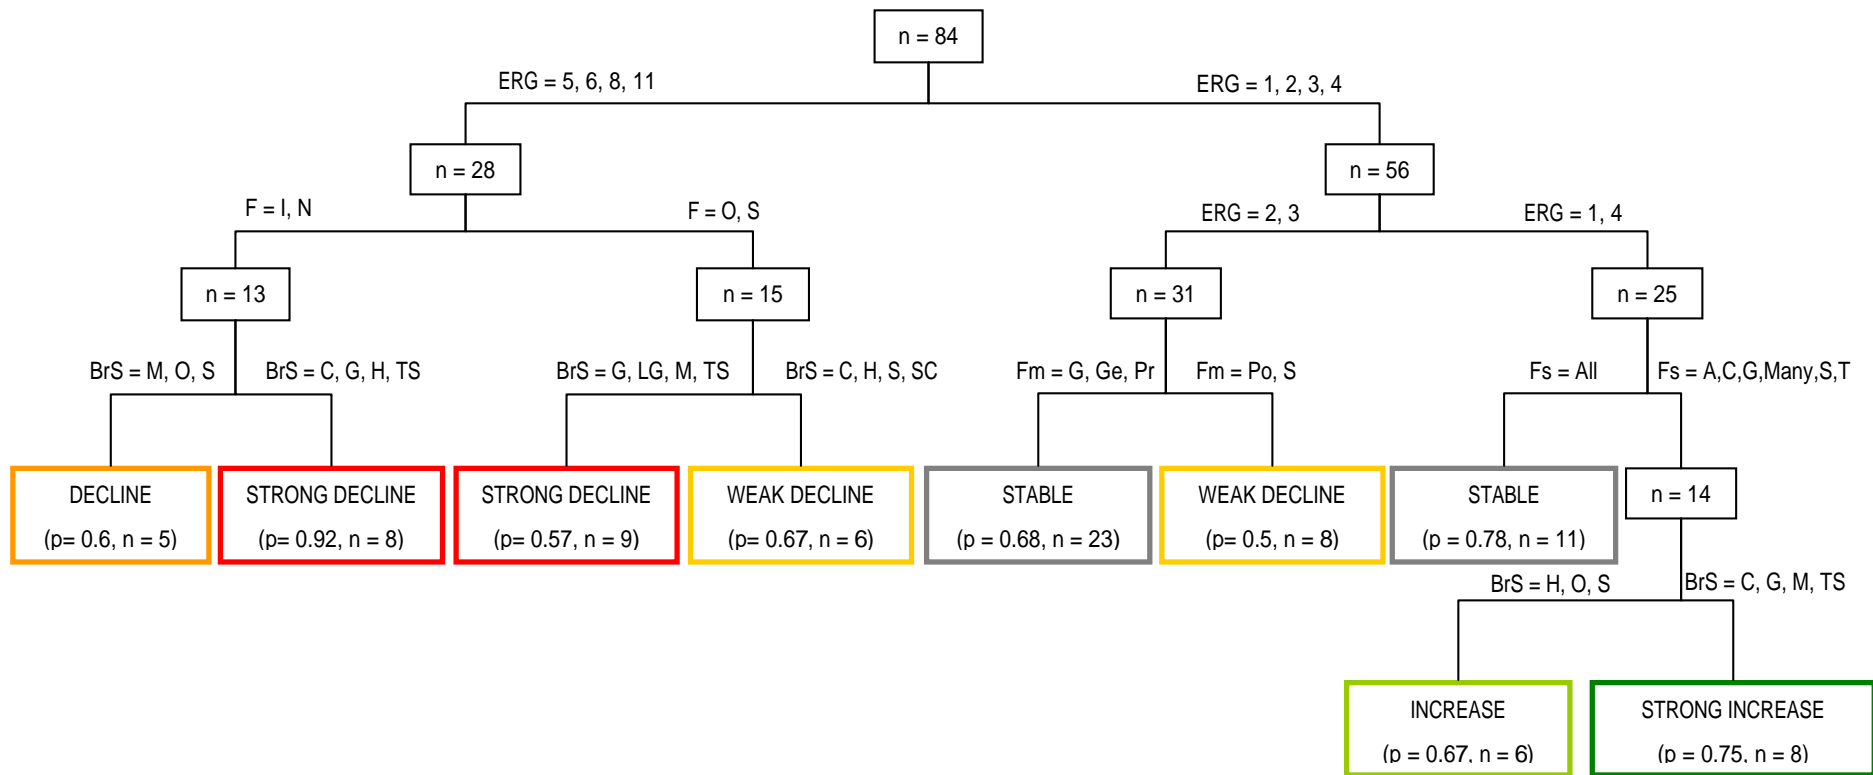 n = 84
ERG = 5, 6, 8, 11
ERG = 1, 2, 3, 4
n = 28
n = 56
F = I, N
F = O, S
ERG = 2, 3
ERG = 1, 4
n = 13
n = 15
n = 31
n = 25
BrS = M, O, S
BrS = C, G, H, TS
BrS = G, LG, M, TS
BrS = C, H, S, SC
Fm = G, Ge, Pr
Fm = Po, S
Fs = All
Fs = A,C,G,Many,S,T
DECLINE
(p= 0.6, n = 5)
STRONG DECLINE
(p= 0.92, n = 8)
STRONG DECLINE
(p= 0.57, n = 9)
WEAK DECLINE
(p= 0.67, n = 6)
STABLE
(p = 0.68, n = 23)
WEAK DECLINE
(p= 0.5, n = 8)
STABLE
(p = 0.78, n = 11)
n = 14
BrS = H, O, S
BrS = C, G, M, TS
INCREASE
(p = 0.67, n = 6)
STRONG INCREASE
(p = 0.75, n = 8)